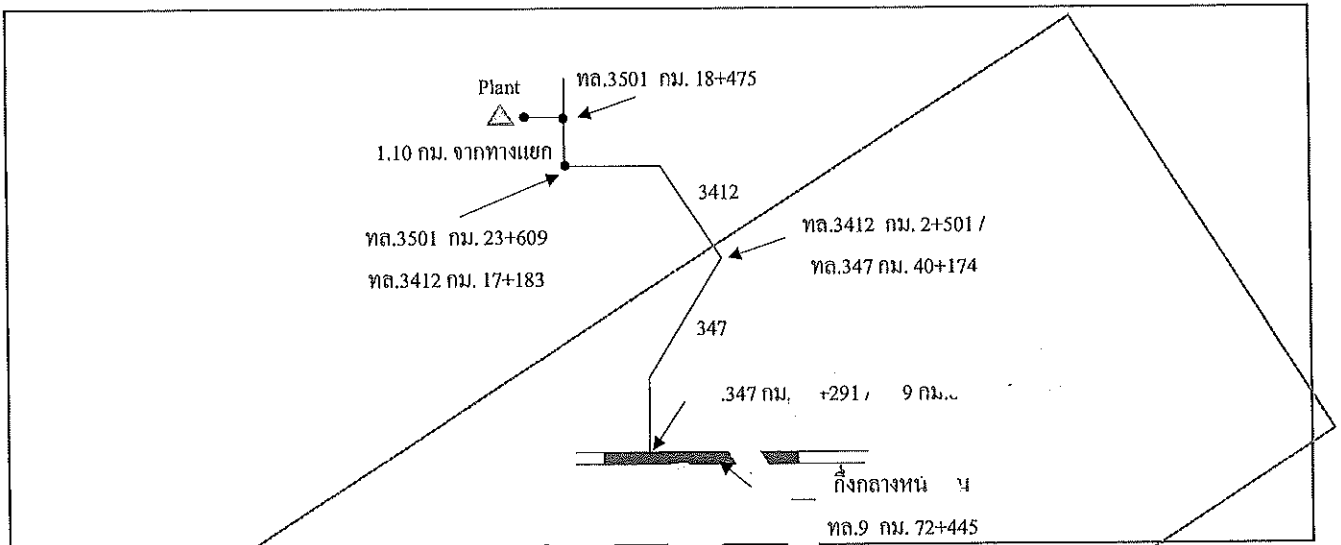 ทล.3501 กม. 18+475
Plant
1.10 กม. จากทางแยก
3412
ทล.3501 กม. 23+609
ทล.3412 กม. 17+183
ทล.3412 กม. 2+501 /
ทล.347 กม. 40+174
347
.347 กม. +291 / 9 กม.
กึ่งกลางหน้
ทล.9 กม. 72+445